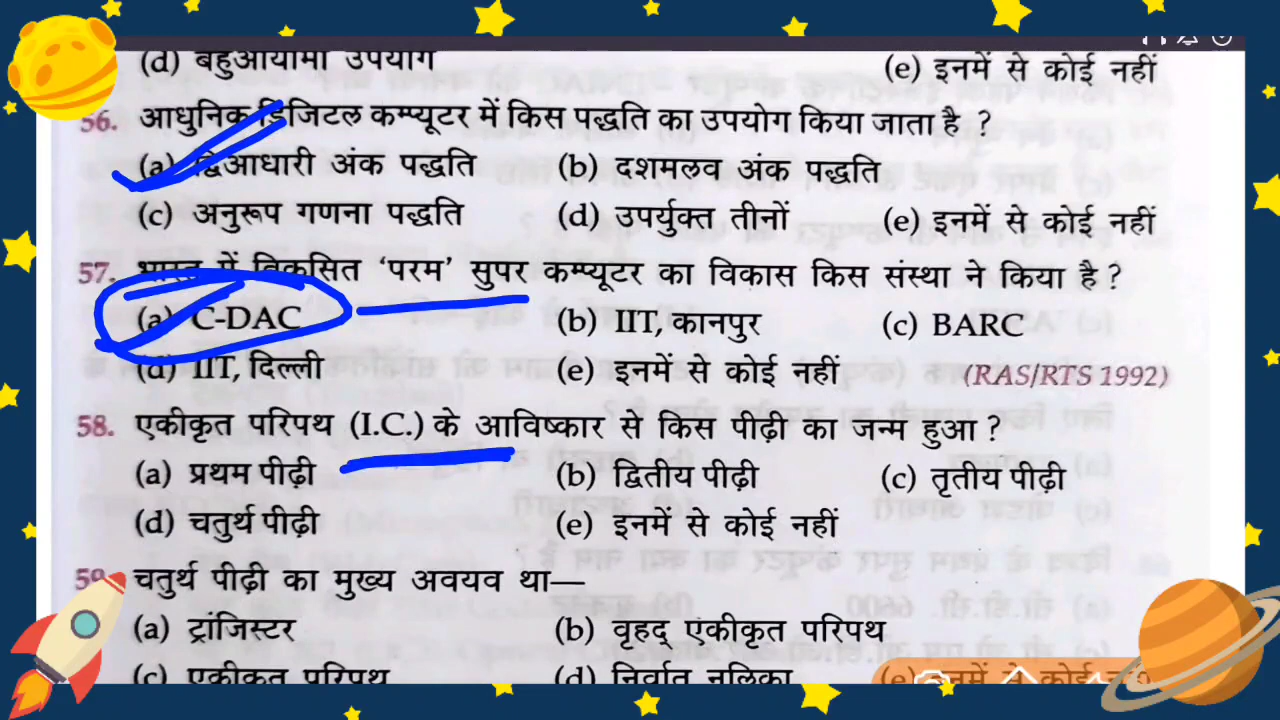 (d) बहुआयामी उपयोग (e) इनमें से कोई नहीं
56. आधुनिक डिजिटल कम्प्यूटर में किस पद्धति का उपयोग किया जाता है ?
(a) द्विआधारी अंक पद्धति (b) दशमलव अंक पद्धति
(c) अनुरूप गणना पद्धति (d) उपर्युक्त तीनों (e) इनमें से कोई नहीं
57. भारत में विकसित ‘परम’ सुपर कम्प्यूटर का विकास किस संस्था ने किया है ?
(a) C-DAC (b) IIT, कानपुर (c) BARC
(d) IIT, दिल्ली (e) इनमें से कोई नहीं (RAS/RTS 1992)
58. एकीकृत परिपथ (I.C.) के आविष्कार से किस पीढ़ी का जन्म हुआ ?
(a) प्रथम पीढ़ी (b) द्वितीय पीढ़ी (c) तृतीय पीढ़ी
(d) चतुर्थ पीढ़ी (e) इनमें से कोई नहीं
59. चतुर्थ पीढ़ी का मुख्य अवयव था—
(a) ट्रांजिस्टर (b) वृहद् एकीकृत परिपथ
(c) एकीकृत परिपथ (d) निर्वात नलिका (e) इनमें से कोई नहीं